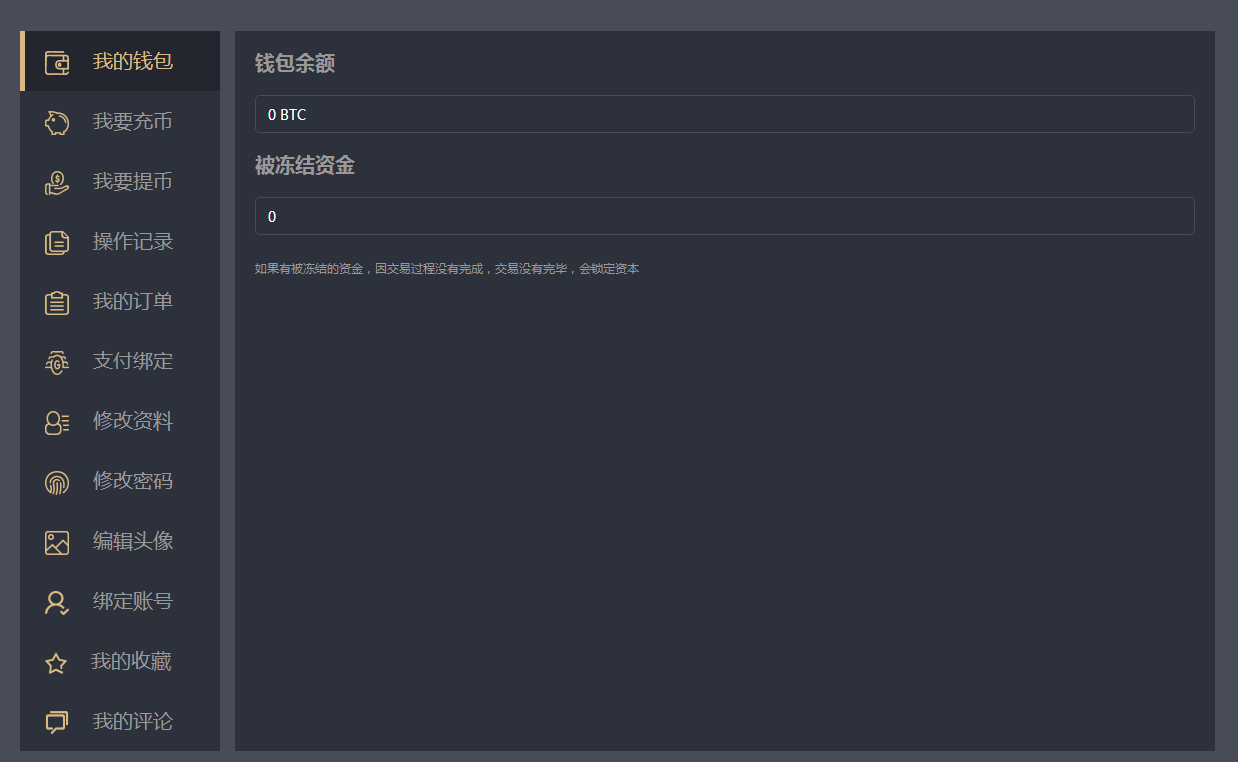 我的钱包
我要充币
我要提币
操作记录
我的订单
支付绑定
修改资料
修改密码
编辑头像
绑定账号
我的收藏
我的评论
钱包余额
0 BTC
被冻结资金
0
如果有被冻结的资金，因交易过程没有完成，交易没有完毕，会锁定资本